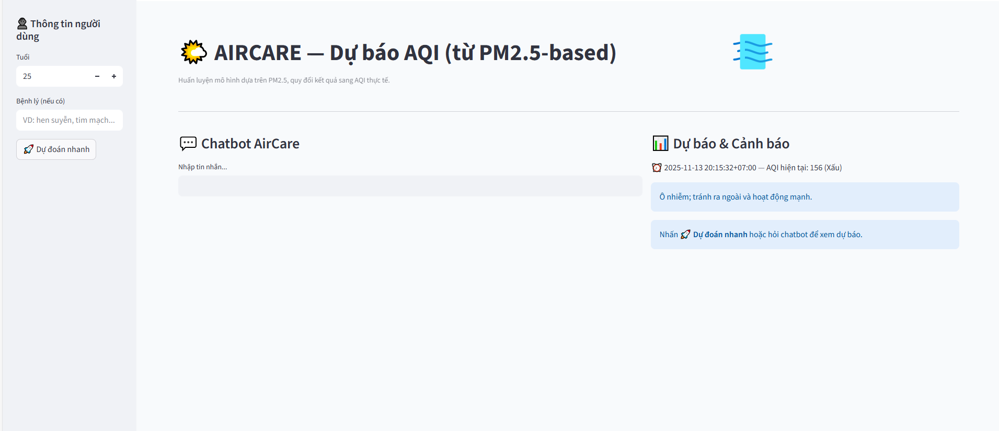 👤 Thông tin người
dùng
Tuổi
25
Bệnh lý (nếu có)
VD: hen suyễn, tim mạch...
🚀 Dự đoán nhanh
🌤️ AIRCARE — Dự báo AQI (từ PM2.5-based)
Huấn luyện mô hình dựa trên PM2.5, quy đổi kết quả sang AQI thực tế.
💬 Chatbot AirCare
Nhập tin nhắn...
📊 Dự báo & Cảnh báo
⏰ 2025-11-13 20:15:32+07:00 — AQI hiện tại: 156 (Xấu)
Ô nhiễm; tránh ra ngoài và hoạt động mạnh.
Nhấn 🚀 Dự đoán nhanh hoặc hỏi chatbot để xem dự báo.